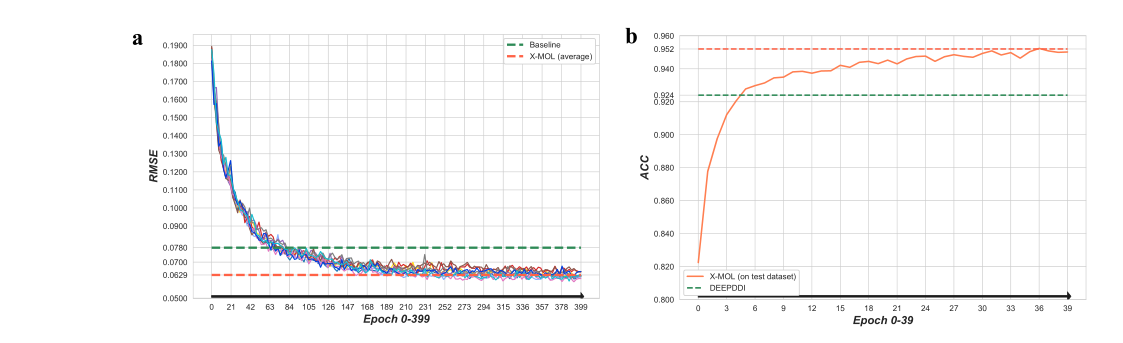 a
0.1900
0.1800
0.1700
0.1600
0.1500
0.1400
0.1300
0.1200
0.1100
0.1000
0.0900
0.0780
0.0700
0.0629
0.0500
RMSE
Baseline
X-MOL (average)
0 21 42 63 84 105 126 147 168 189 210 231 252 273 294 315 336 357 378 399
Epoch 0-399
b
0.960
0.952
0.940
0.924
0.920
0.900
0.880
0.860
0.840
0.820
0.800
ACC
X-MOL (on test dataset)
DEEPDDI
0 3 6 9 12 15 18 21 24 27 30 33 36 39
Epoch 0-39